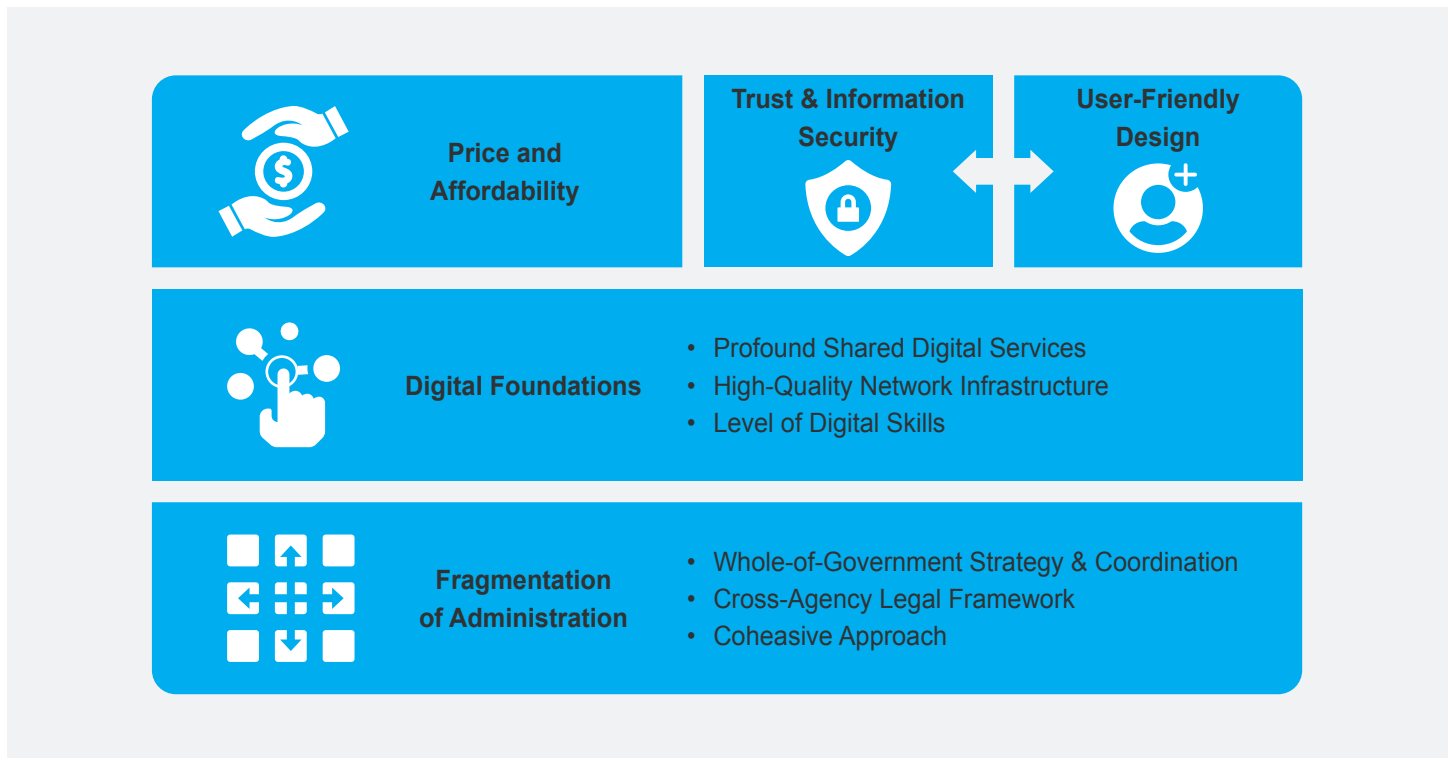 Price and
Affordability
Trust & Information
Security
User-Friendly
Design
Digital Foundations
• Profound Shared Digital Services
• High-Quality Network Infrastructure
• Level of Digital Skills
Fragmentation
of Administration
• Whole-of-Government Strategy & Coordination
• Cross-Agency Legal Framework
• Coheasive Approach